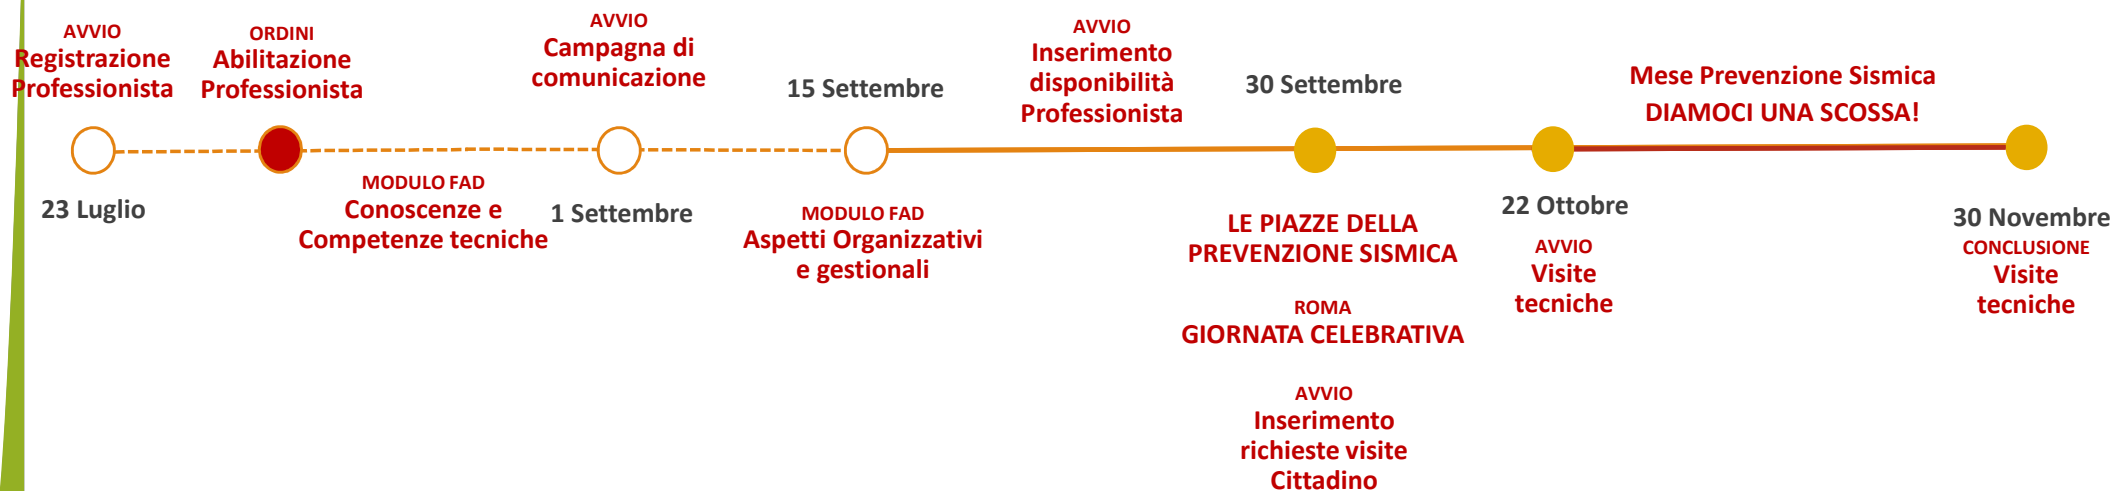 AVVIO
Registrazione
Professionista
23 Luglio
ORDINI
Abilitazione
Professionista
MODULO FAD
Conoscenze e
Competenze tecniche
AVVIO
Campagna di
comunicazione
1 Settembre
15 Settembre
MODULO FAD
Aspetti Organizzativi
e gestionali
AVVIO
Inserimento
disponibilità
Professionista
30 Settembre
LE PIAZZE DELLA
PREVENZIONE SISMICA
ROMA
GIORNATA CELEBRATIVA
AVVIO
Inserimento
richieste visite
Cittadino
22 Ottobre
AVVIO
Visite
tecniche
Mese Prevenzione Sismica
DIAMOCI UNA SCOSSA!
30 Novembre
CONCLUSIONE
Visite
tecniche